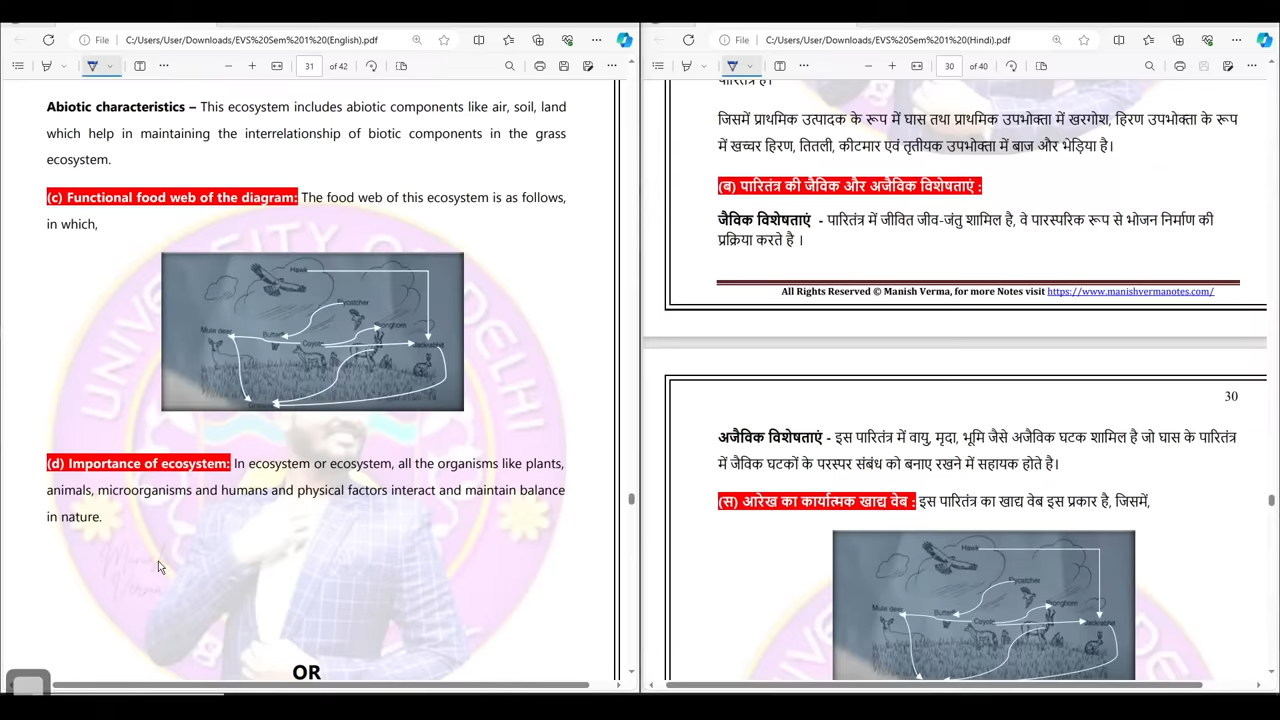 File C:/Users/User/Downloads/EVS%20Sem%201%20(English).pdf
31 of 42
Abiotic characteristics – This ecosystem includes abiotic components like air, soil, land
which help in maintaining the interrelationship of biotic components in the grass
ecosystem.
(c) Functional food web of the diagram: The food web of this ecosystem is as follows,
in which,
Hawk
Flycatcher
Pronghorn
Mule deer
Coyote
Jackrabbit
(d) Importance of ecosystem: In ecosystem or ecosystem, all the organisms like plants,
animals, microorganisms and humans and physical factors interact and maintain balance
in nature.
OR
File C:/Users/User/Downloads/EVS%20Sem%201%20(Hindi).pdf
30 of 40
पारितंत्र है।
जिसमें प्राथमिक उत्पादक के रूप में घास तथा प्राथमिक उपभोक्ता में खरगोश, हिरण उपभोक्ता के रूप
में खच्चर हिरण, तितली, कीटमार एवं तृतीयक उपभोक्ता में बाज और भेड़िया है।
(ब) पारितंत्र की जैविक और अजैविक विशेषताएं :
जैविक विशेषताएं - पारितंत्र में जीवित जीव-जंतु शामिल है, वे पारस्परिक रूप से भोजन निर्माण की
प्रक्रिया करते है ।
All Rights Reserved © Manish Verma, for more Notes visit https://www.manishvermanotes.com/
30
अजैविक विशेषताएं - इस पारितंत्र में वायु, मृदा, भूमि जैसे अजैविक घटक शामिल है जो घास के पारितंत्र
में जैविक घटकों के परस्पर संबंध को बनाए रखने में सहायक होते है।
(स) आरेख का कार्यात्मक खाद्य वेब : इस पारितंत्र का खाद्य वेब इस प्रकार है, जिसमें,
Hawk
Flycatcher
Pronghorn
Mule deer
Coyote
Jackrabbit